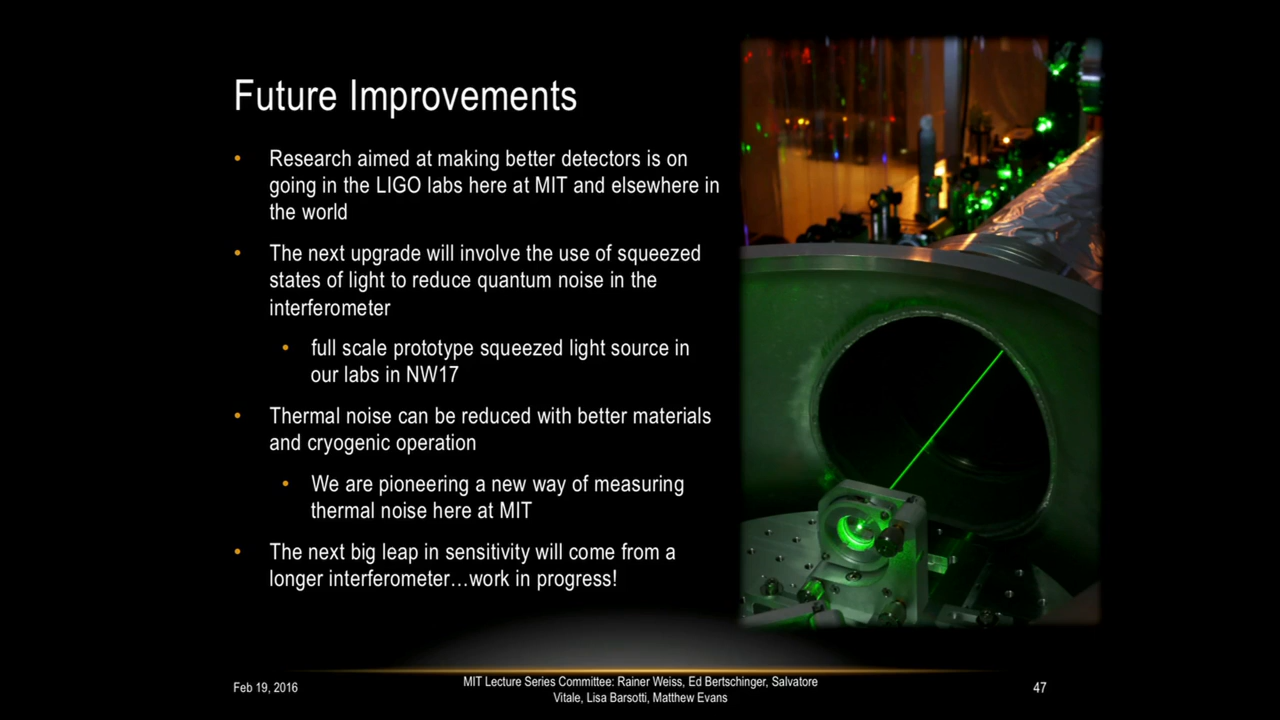 Future Improvements
• Research aimed at making better detectors is on
going in the LIGO labs here at MIT and elsewhere in
the world
• The next upgrade will involve the use of squeezed
states of light to reduce quantum noise in the
interferometer
• full scale prototype squeezed light source in
our labs in NW17
• Thermal noise can be reduced with better materials
and cryogenic operation
• We are pioneering a new way of measuring
thermal noise here at MIT
• The next big leap in sensitivity will come from a
longer interferometer…work in progress!
Feb 19, 2016
MIT Lecture Series Committee: Rainer Weiss, Ed Bertschinger, Salvatore
Vitale, Lisa Barsotti, Matthew Evans
47